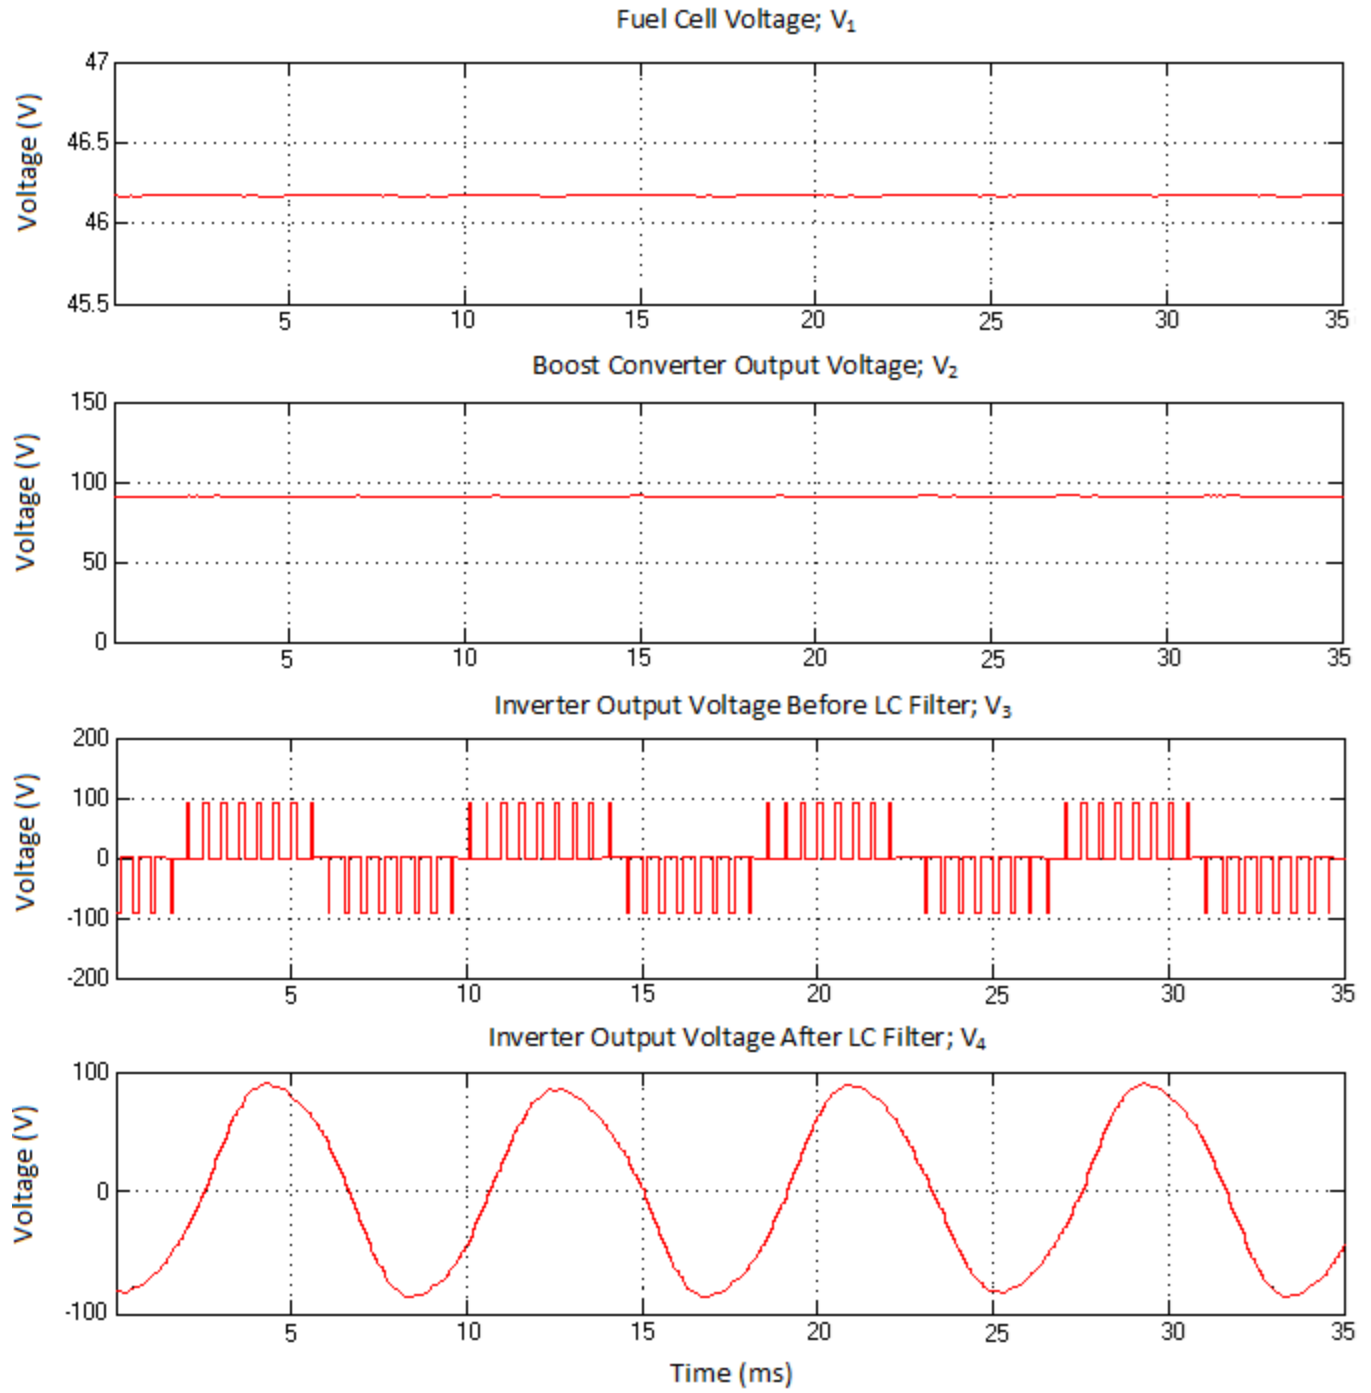 Fuel Cell Voltage; V₁
Voltage (V)
47
46.5
46
45.5
5 10 15 20 25 30 35
Boost Converter Output Voltage; V₂
Voltage (V)
150
100
50
0
5 10 15 20 25 30 35
Inverter Output Voltage Before LC Filter; V₃
Voltage (V)
200
100
0
-100
-200
5 10 15 20 25 30 35
Inverter Output Voltage After LC Filter; V₄
Voltage (V)
100
0
-100
5 10 15 20 25 30 35
Time (ms)